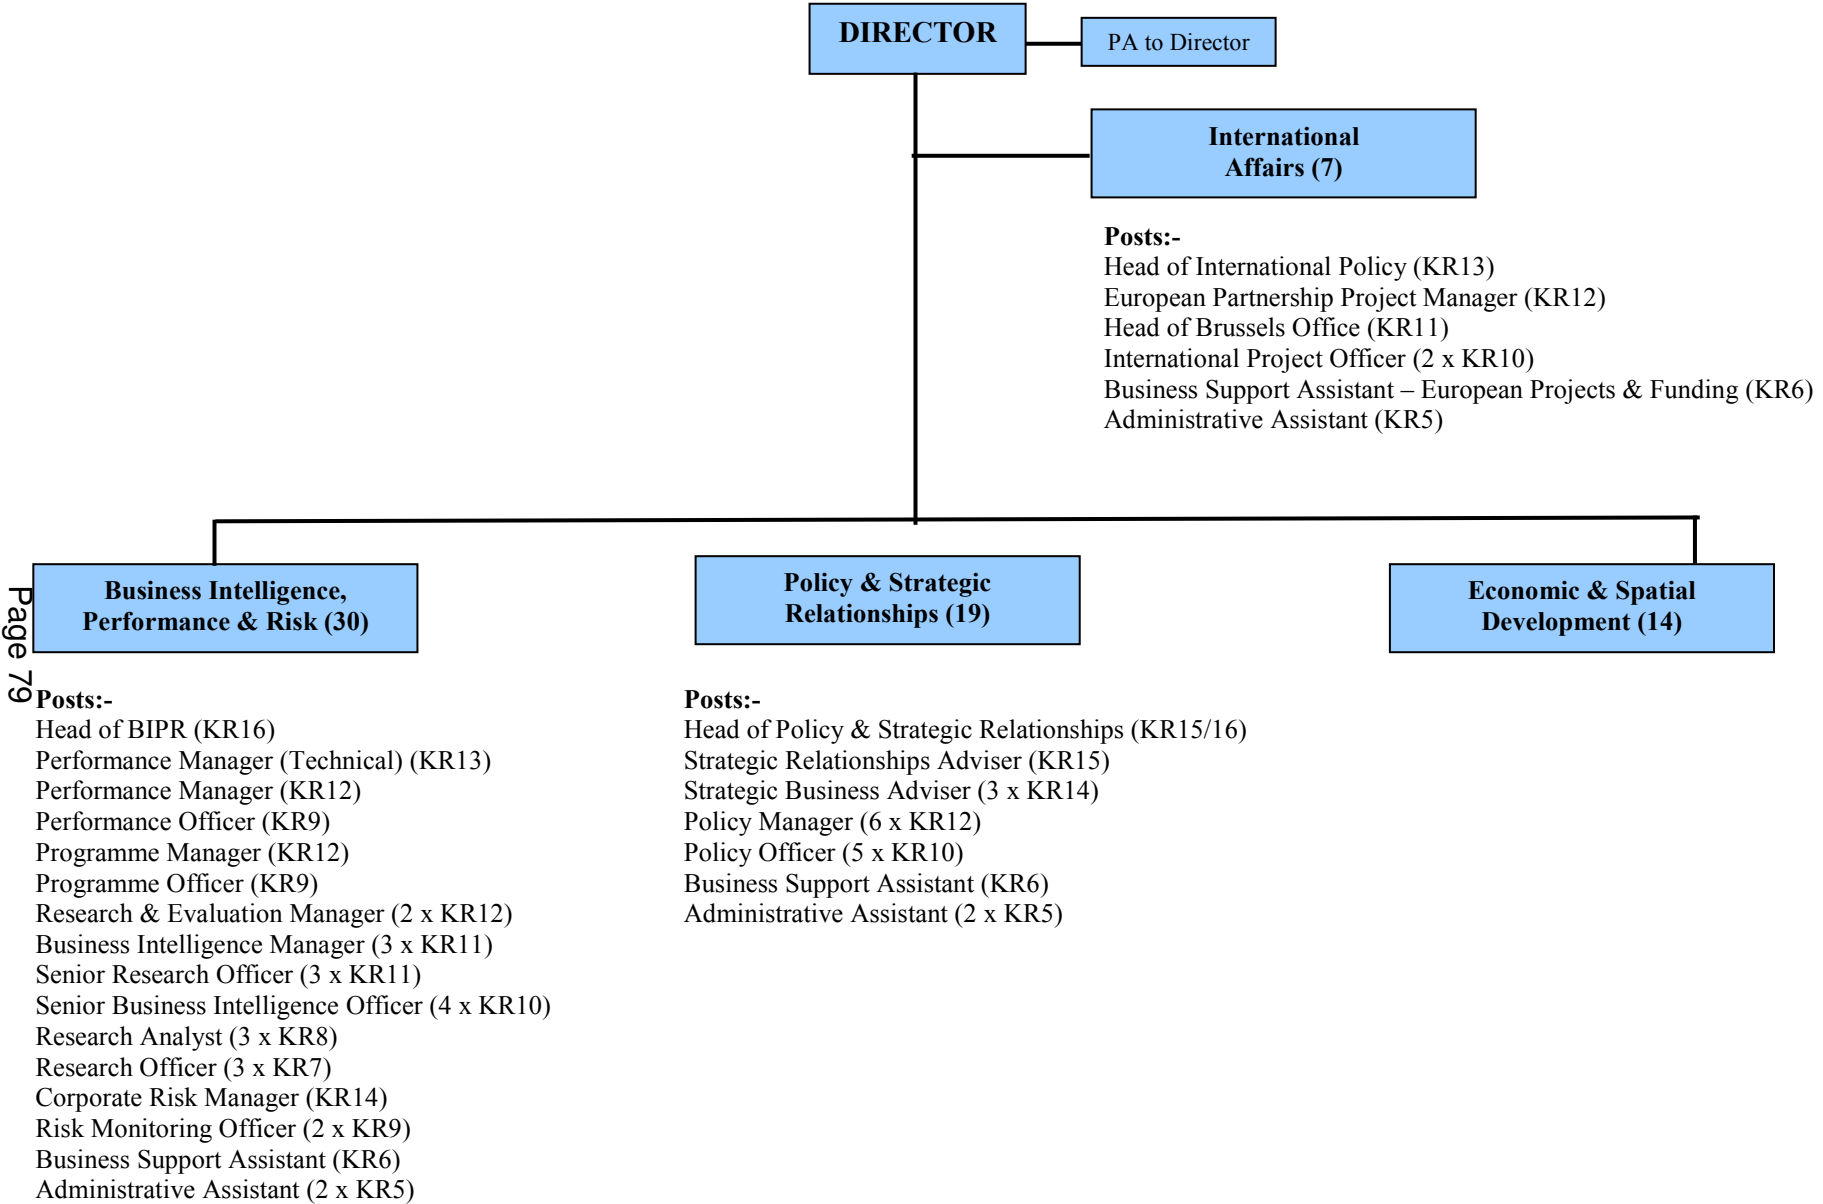 DIRECTOR
PA to Director
International
Affairs (7)
Posts:-
Head of International Policy (KR13)
European Partnership Project Manager (KR12)
Head of Brussels Office (KR11)
International Project Officer (2 x KR10)
Business Support Assistant – European Projects & Funding (KR6)
Administrative Assistant (KR5)
Business Intelligence,
Performance & Risk (30)
Posts:-
Head of BIPR (KR16)
Performance Manager (Technical) (KR13)
Performance Manager (KR12)
Performance Officer (KR9)
Programme Manager (KR12)
Programme Officer (KR9)
Research & Evaluation Manager (2 x KR12)
Business Intelligence Manager (3 x KR11)
Senior Research Officer (3 x KR11)
Senior Business Intelligence Officer (4 x KR10)
Research Analyst (3 x KR8)
Research Officer (3 x KR7)
Corporate Risk Manager (KR14)
Risk Monitoring Officer (2 x KR9)
Business Support Assistant (KR6)
Administrative Assistant (2 x KR5)
Policy & Strategic
Relationships (19)
Posts:-
Head of Policy & Strategic Relationships (KR15/16)
Strategic Relationships Adviser (KR15)
Strategic Business Adviser (3 x KR14)
Policy Manager (6 x KR12)
Policy Officer (5 x KR10)
Business Support Assistant (KR6)
Administrative Assistant (2 x KR5)
Economic & Spatial
Development (14)
Page 79